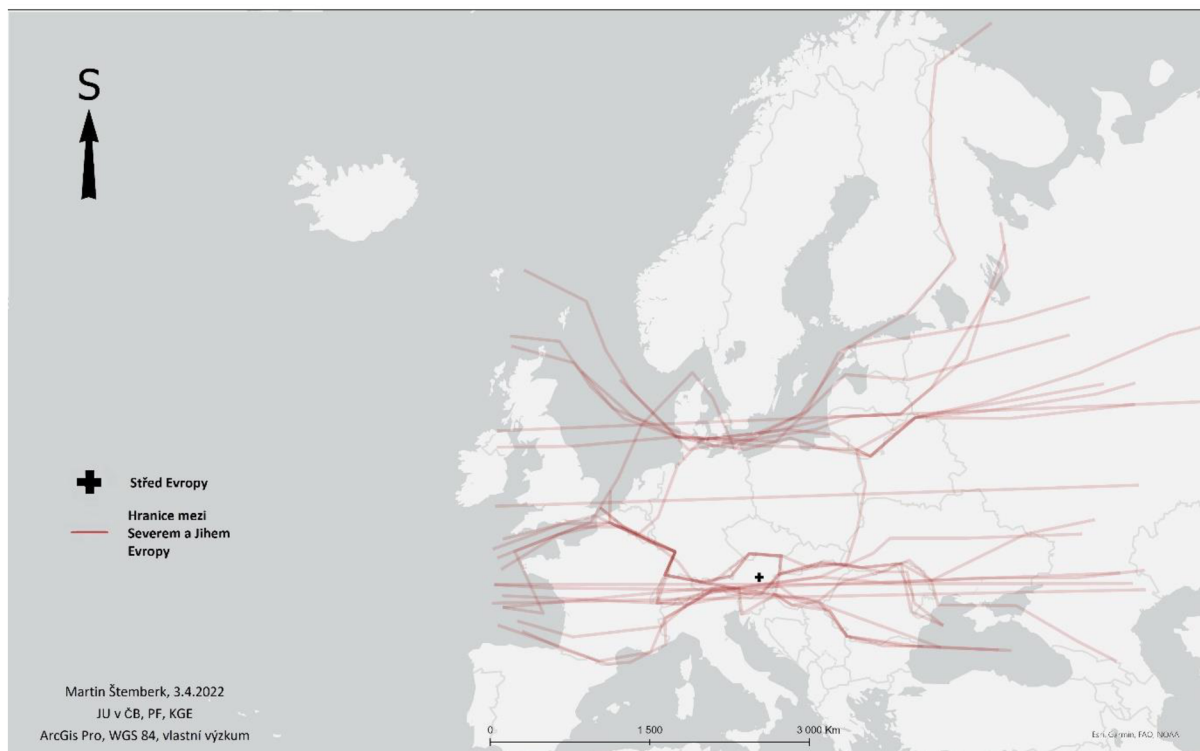 S
Střed Evropy
Hranice mezi
Severem a Jihem
Evropy
Martin Štemberk, 3.4.2022
JU v ČB, PF, KGE
ArcGis Pro, WGS 84, vlastní výzkum
0
1 500
3 000 Km
Esri, Garmin, FAO, NOAA